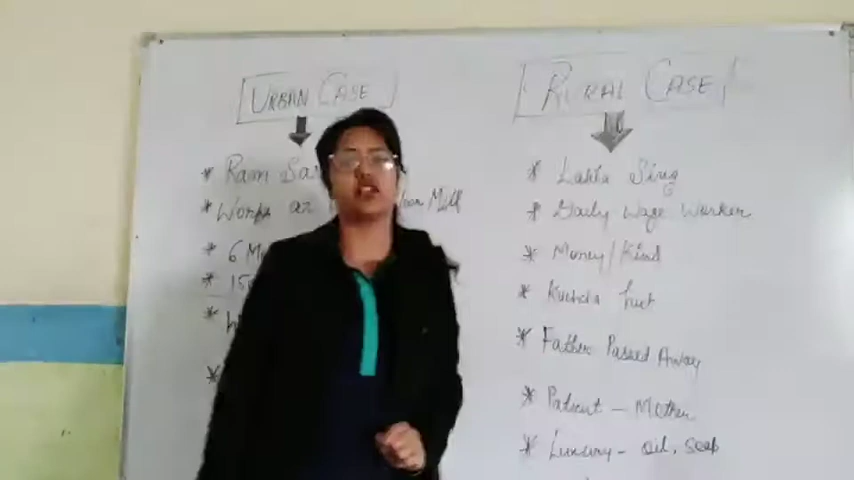 URBAN CASE
* Ram
* Works
* 6
* 15
*
*
RURAL CASE
* Lakha Sing
* Daily Wage Worker
* Money/Kind
* Kutcha hut
* Father Passed Away
* Patient - Mother
* Luxury - oil, soap